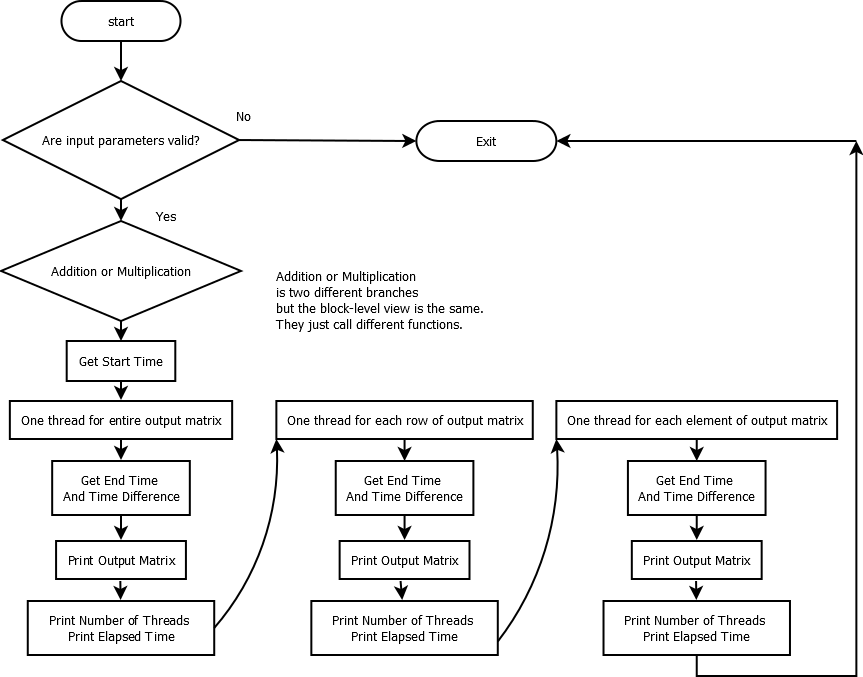 start
Are input parameters valid?
No
Exit
Yes
Addition or Multiplication
Addition or Multiplication
is two different branches
but the block-level view is the same.
They just call different functions.
Get Start Time
One thread for entire output matrix
Get End Time
And Time Difference
Print Output Matrix
Print Number of Threads
Print Elapsed Time
One thread for each row of output matrix
Get End Time
And Time Difference
Print Output Matrix
Print Number of Threads
Print Elapsed Time
One thread for each element of output matrix
Get End Time
And Time Difference
Print Output Matrix
Print Number of Threads
Print Elapsed Time